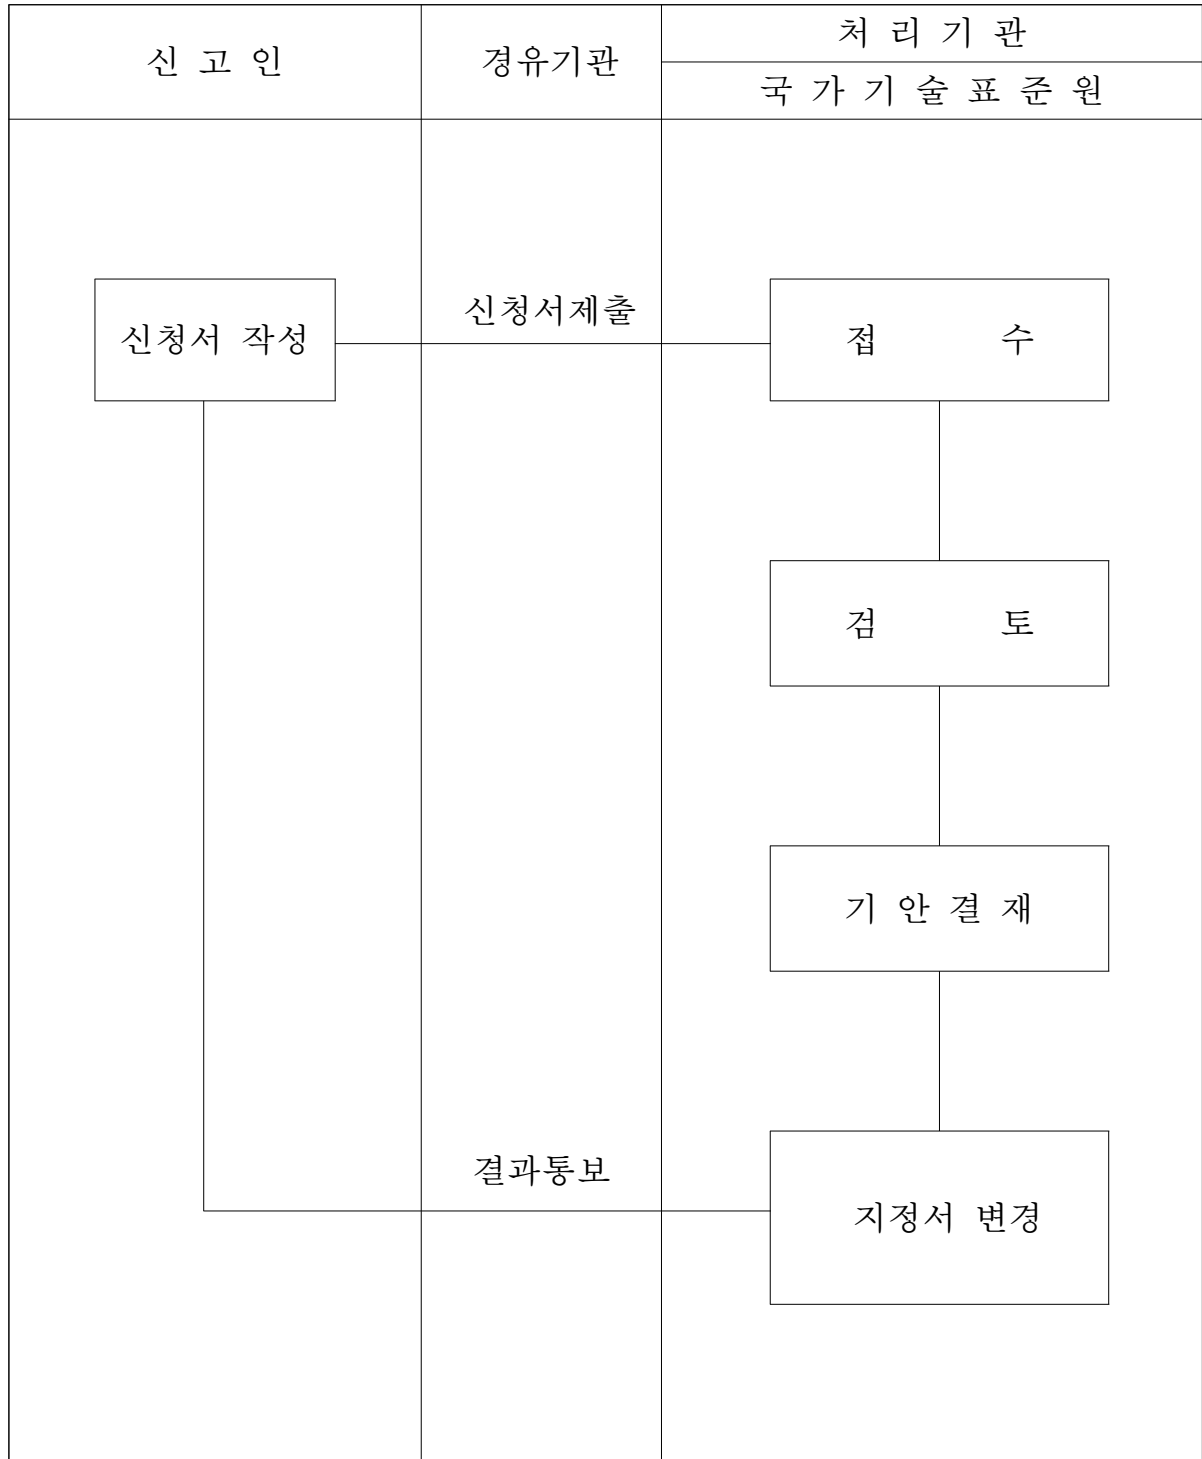 신 고 인
경유기관
처 리 기 관
국 가 기 술 표 준 원
신청서 작성
신청서제출
접 수
검 토
기 안 결 재
결과통보
지정서 변경